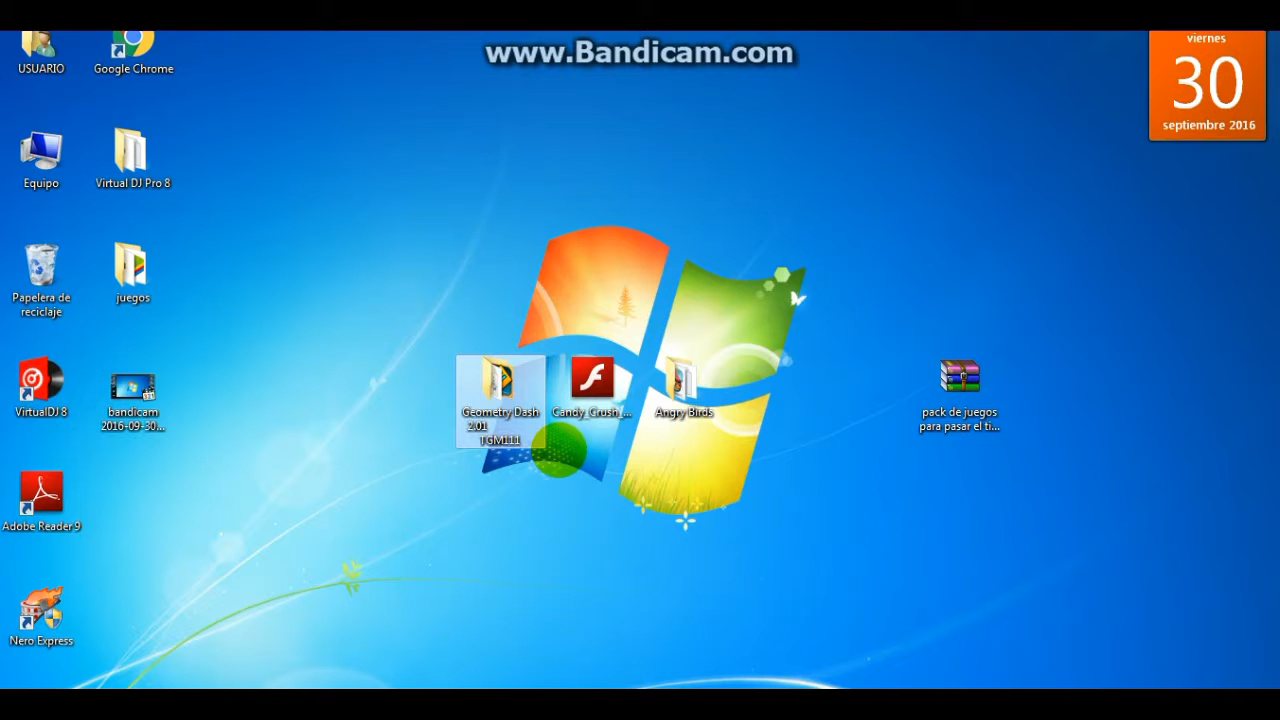 www.Bandicam.com
viernes
30
septiembre 2016
USUARIO
Google Chrome
Equipo
Virtual DJ Pro 8
Papelera de
reciclaje
juegos
VirtualDJ 8
bandicam
2016-09-30...
Geometry Dash
2.01
TGM111
Candy_Crush_...
Angry Birds
pack de juegos
para pasar el ti...
Adobe Reader 9
Nero Express